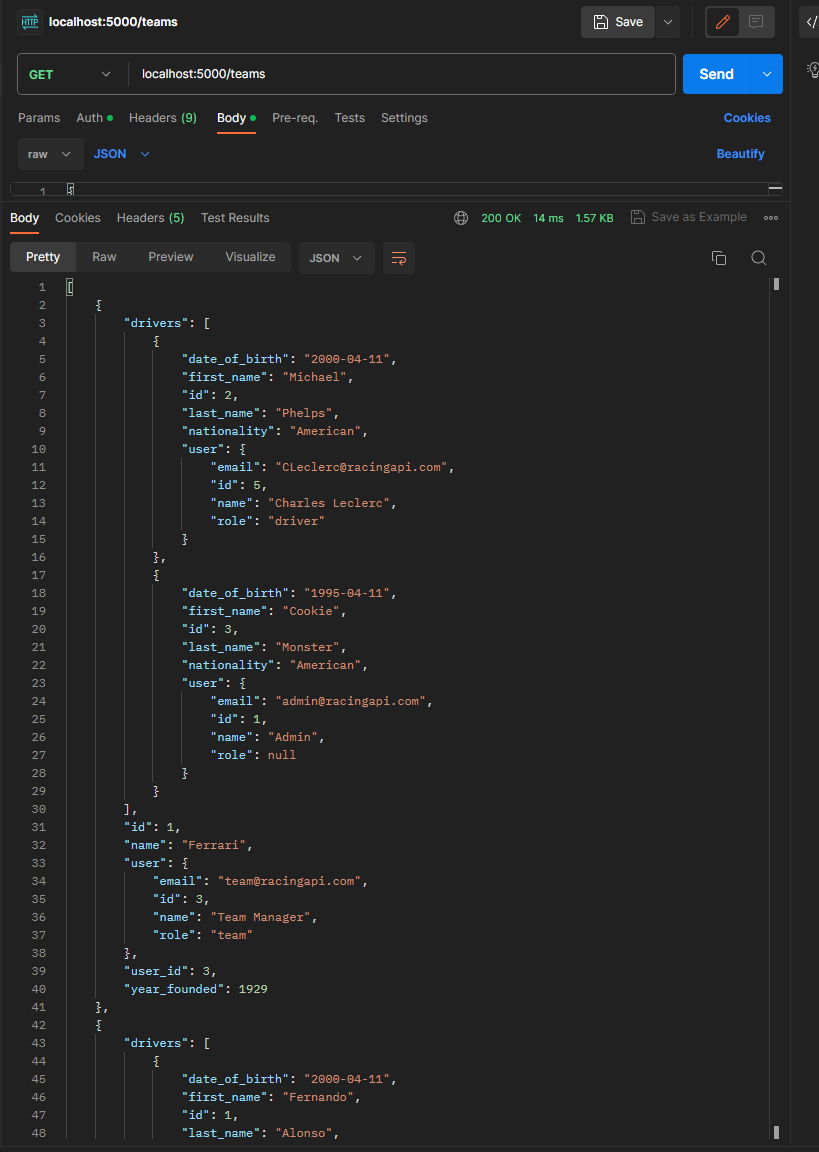 HTTP localhost:5000/teams Save
GET localhost:5000/teams Send
Params Auth Headers (9) Body Pre-req. Tests Settings Cookies
raw JSON Beautify
1 {
Body Cookies Headers (5) Test Results 200 OK 14 ms 1.57 KB Save as Example
Pretty Raw Preview Visualize JSON
1 [
2 {
3 "drivers": [
4 {
5 "date_of_birth": "2000-04-11",
6 "first_name": "Michael",
7 "id": 2,
8 "last_name": "Phelps",
9 "nationality": "American",
10 "user": {
11 "email": "CLeclerc@racingapi.com",
12 "id": 5,
13 "name": "Charles Leclerc",
14 "role": "driver"
15 }
16 },
17 {
18 "date_of_birth": "1995-04-11",
19 "first_name": "Cookie",
20 "id": 3,
21 "last_name": "Monster",
22 "nationality": "American",
23 "user": {
24 "email": "admin@racingapi.com",
25 "id": 1,
26 "name": "Admin",
27 "role": null
28 }
29 }
30 ],
31 "id": 1,
32 "name": "Ferrari",
33 "user": {
34 "email": "team@racingapi.com",
35 "id": 3,
36 "name": "Team Manager",
37 "role": "team"
38 },
39 "user_id": 3,
40 "year_founded": 1929
41 },
42 {
43 "drivers": [
44 {
45 "date_of_birth": "2000-04-11",
46 "first_name": "Fernando",
47 "id": 1,
48 "last_name": "Alonso",